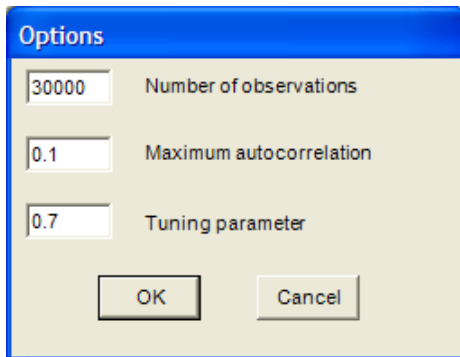 Options
30000 Number of observations
0.1 Maximum autocorrelation
0.7 Tuning parameter
OK Cancel